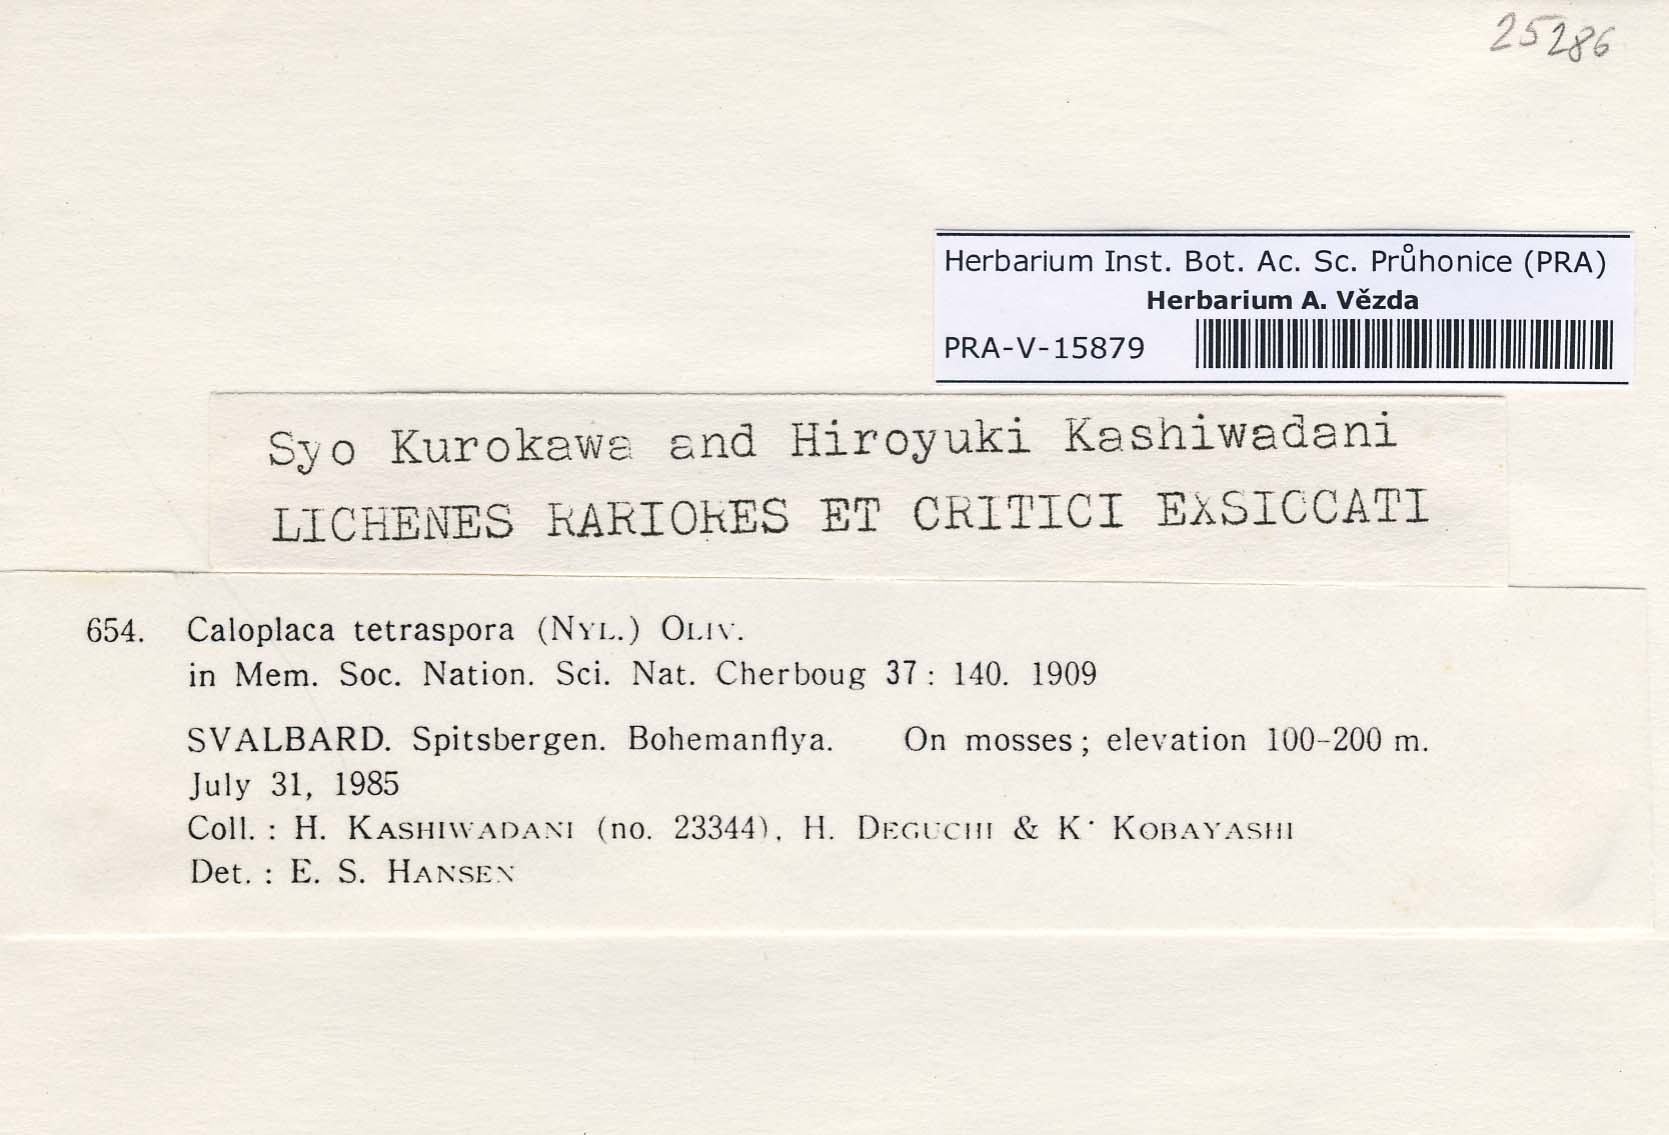 25286
Herbarium Inst. Bot. Ac. Sc. Průhonice (PRA)
Herbarium A. Vězda
PRA-V-15879
Syo Kurokawa and Hiroyuki Kashiwadani
LICHENES RARIORES ET CRITICI EXSICCATI
654. Caloplaca tetraspora (NYL.) OLIV.
in Mem. Soc. Nation. Sci. Nat. Cherboug 37 : 140. 1909
SVALBARD. Spitsbergen. Bohemanflya. On mosses ; elevation 100-200 m.
July 31, 1985
Coll. : H. KASHIWADANI (no. 23344), H. DEGUCHI & K· KOBAYASHI
Det. : E. S. HANSEN